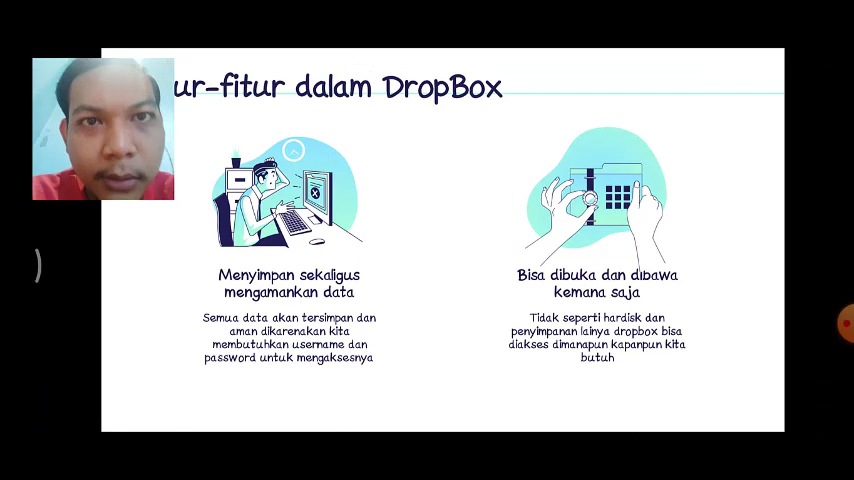 ur-fitur dalam DropBox
Menyimpan sekaligus
mengamankan data
Semua data akan tersimpan dan
aman dikarenakan kita
membutuhkan username dan
password untuk mengaksesnya
Bisa dibuka dan dibawa
kemana saja
Tidak seperti hardisk dan
penyimpanan lainya dropbox bisa
diakses dimanapun kapanpun kita
butuh